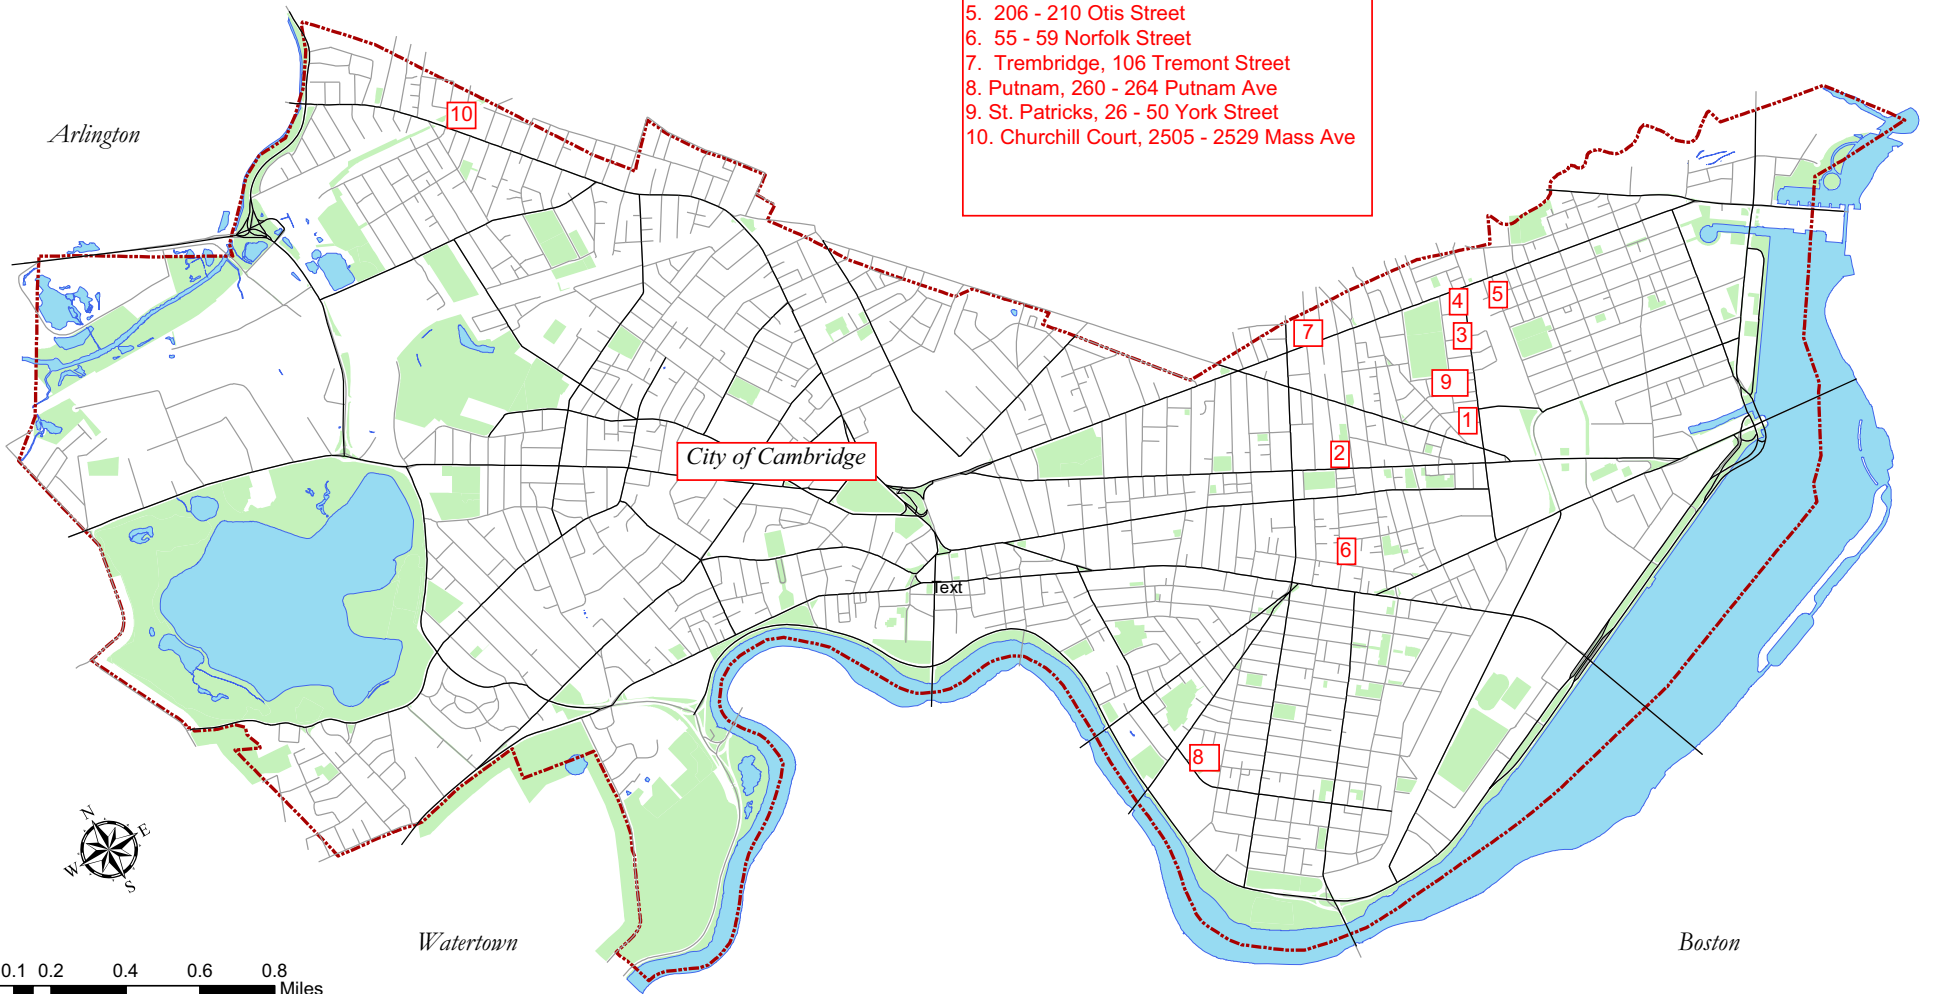 5. 206 - 210 Otis Street
6. 55 - 59 Norfolk Street
7. Trembridge, 106 Tremont Street
8. Putnam, 260 - 264 Putnam Ave
9. St. Patricks, 26 - 50 York Street
10. Churchill Court, 2505 - 2529 Mass Ave
10
Arlington
5
4
7
3
9
1
2
City of Cambridge
6
Text
8
N
E
W
S
Watertown
Boston
0.1 0.2 0.4 0.6 0.8
Miles